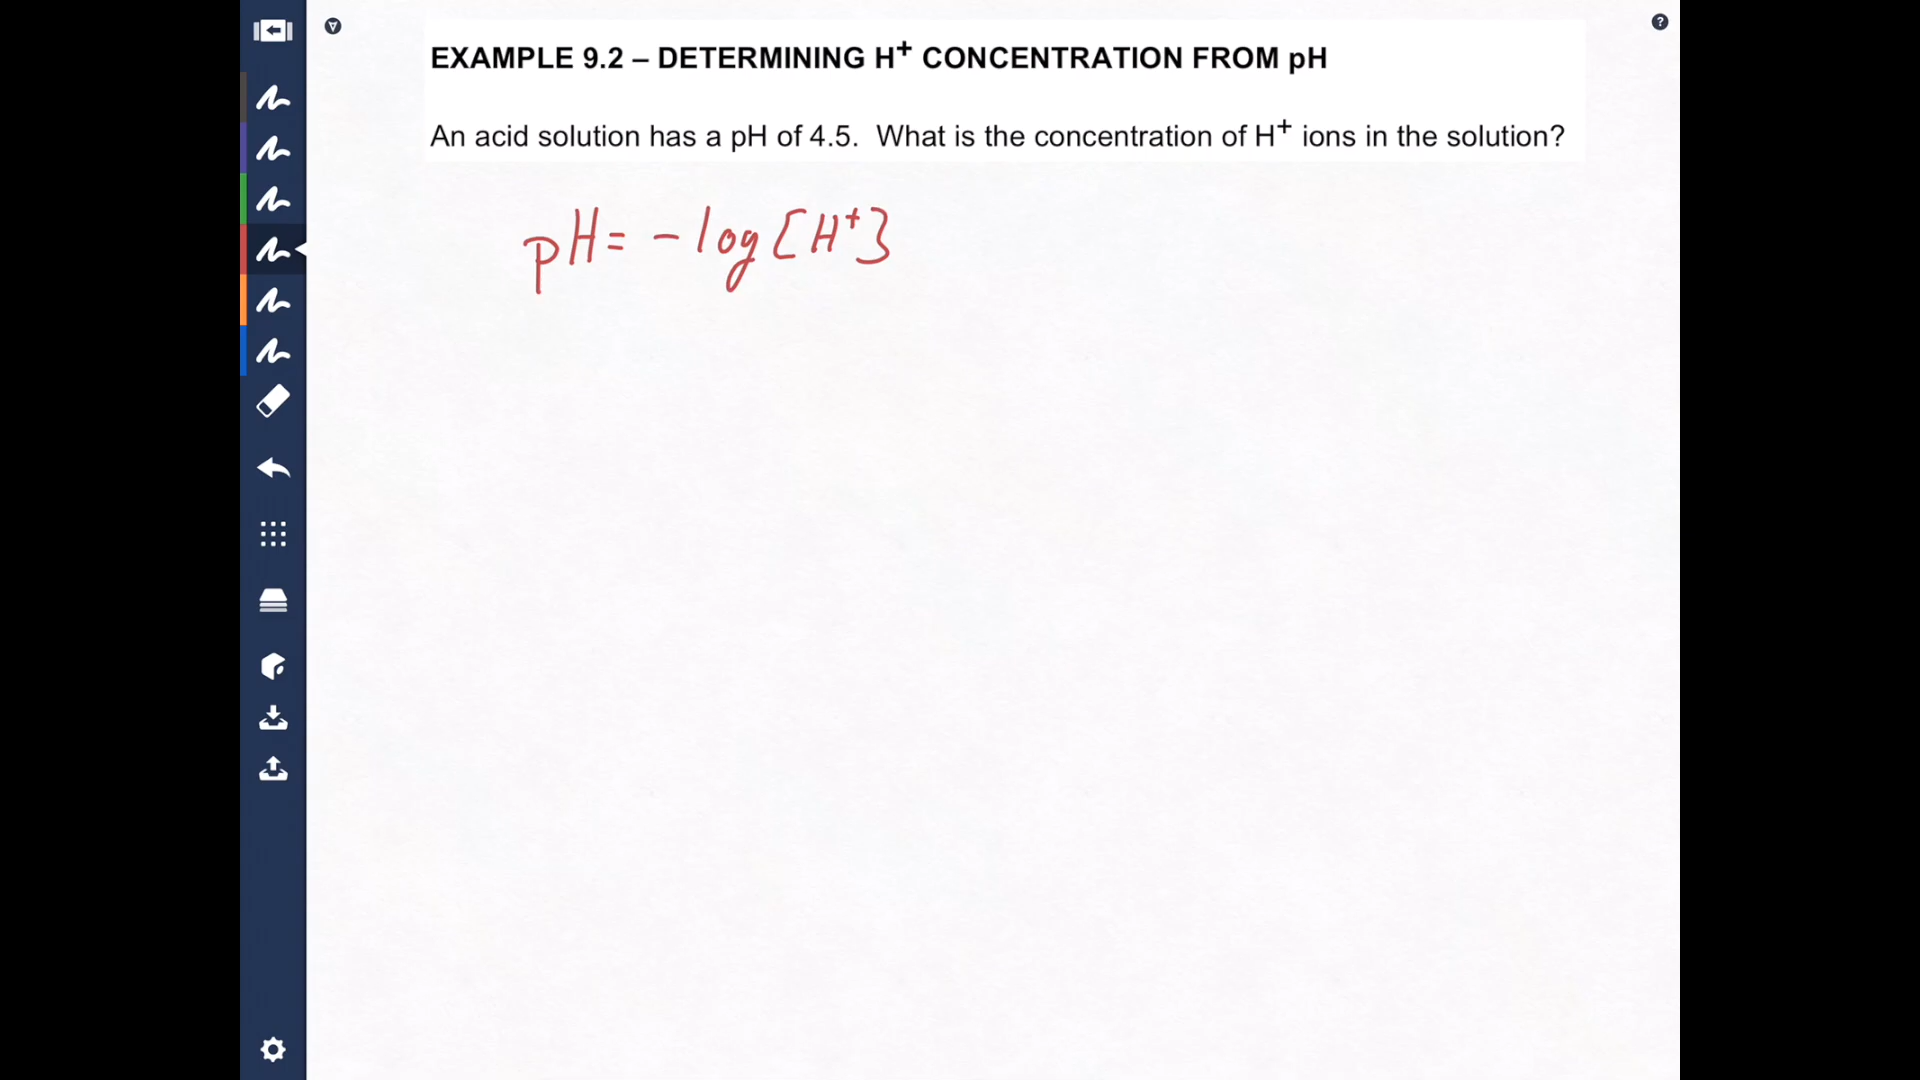 EXAMPLE 9.2 – DETERMINING H⁺ CONCENTRATION FROM pH
An acid solution has a pH of 4.5. What is the concentration of H⁺ ions in the solution?
pH = - log [H⁺]